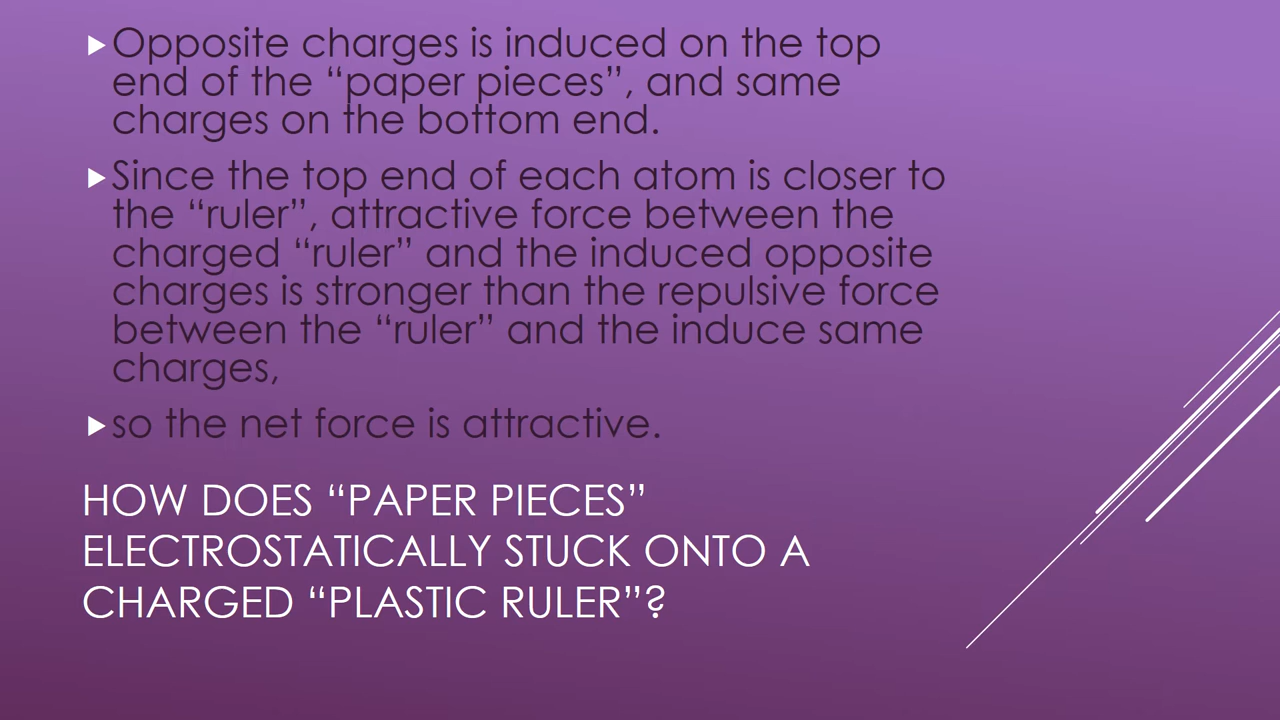 Opposite charges is induced on the top
end of the “paper pieces”, and same
charges on the bottom end.
Since the top end of each atom is closer to
the “ruler”, attractive force between the
charged “ruler” and the induced opposite
charges is stronger than the repulsive force
between the “ruler” and the induce same
charges,
so the net force is attractive.
HOW DOES “PAPER PIECES”
ELECTROSTATICALLY STUCK ONTO A
CHARGED “PLASTIC RULER”?